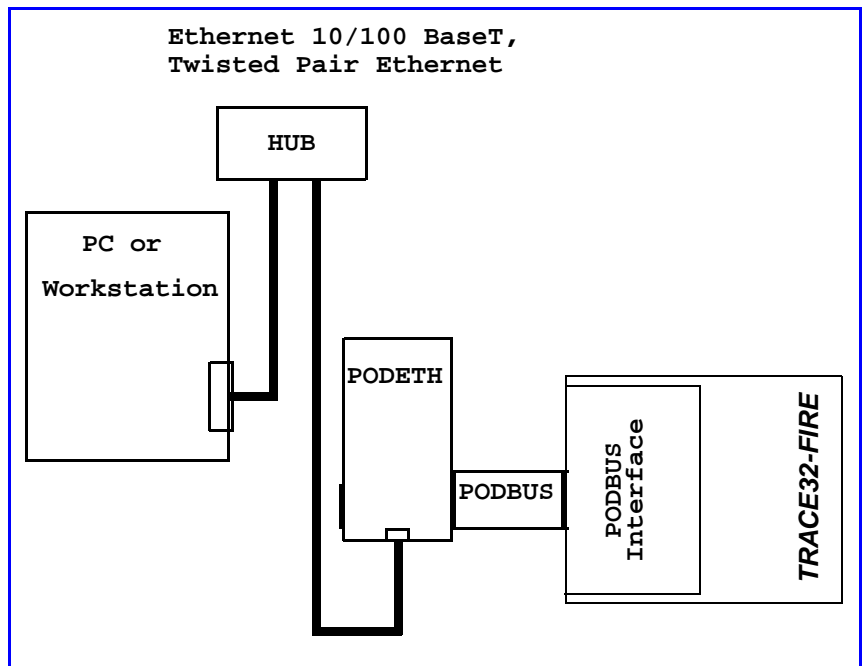 Ethernet 10/100 BaseT,
Twisted Pair Ethernet
HUB
PC or
Workstation
PODETH
PODBUS
PODBUS
Interface
TRACE32-FIRE